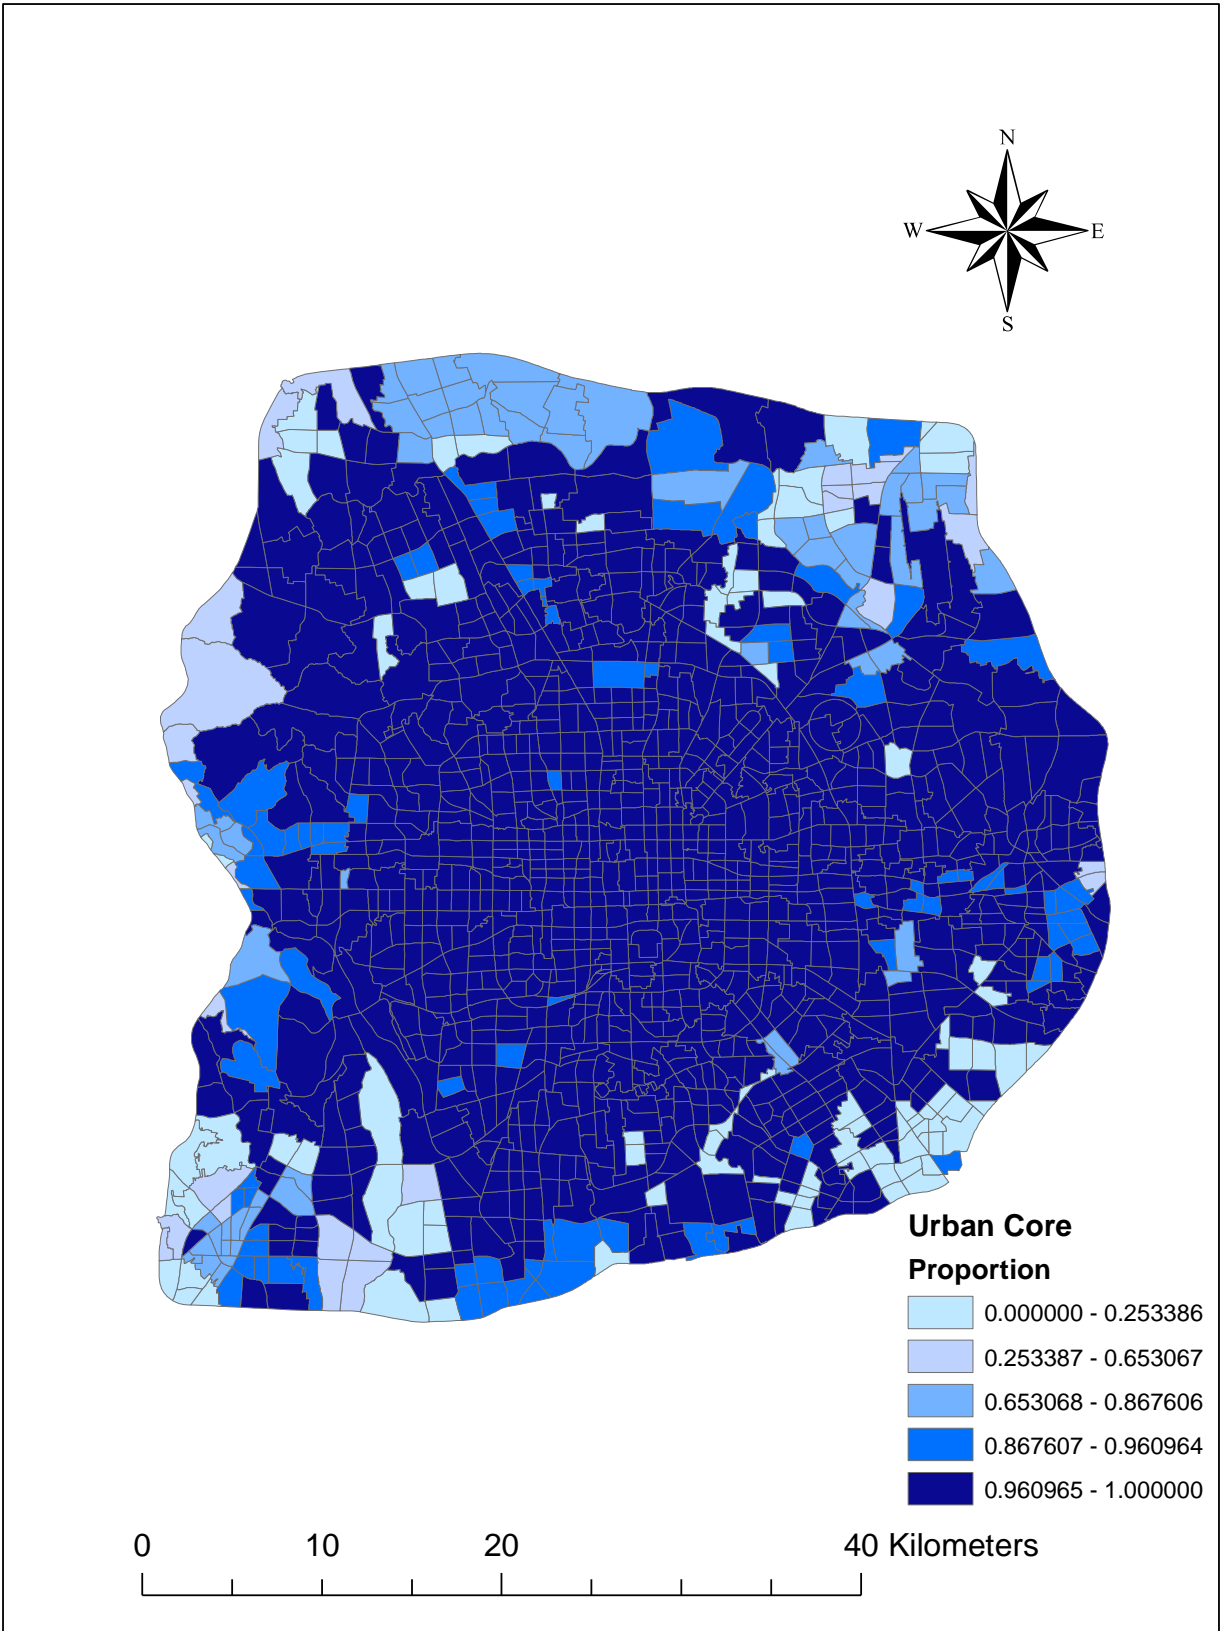 N
W E
S
Urban Core
Proportion
0.000000 - 0.253386
0.253387 - 0.653067
0.653068 - 0.867606
0.867607 - 0.960964
0.960965 - 1.000000
0 10 20 40 Kilometers